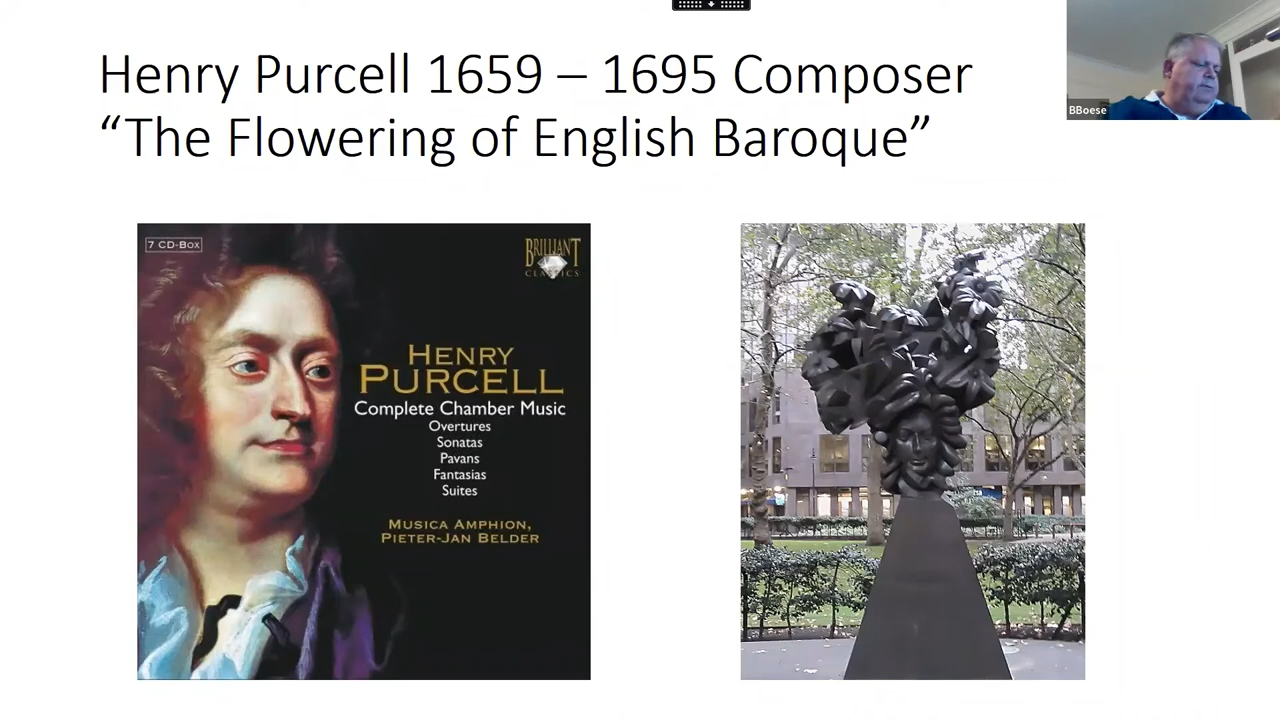 Henry Purcell 1659 – 1695 Composer
“The Flowering of English Baroque”
BBoese
7 CD-Box
BRILLIANT
CLASSICS
HENRY
PURCELL
Complete Chamber Music
Overtures
Sonatas
Pavans
Fantasias
Suites
MUSICA AMPHION,
PIETER-JAN BELDER